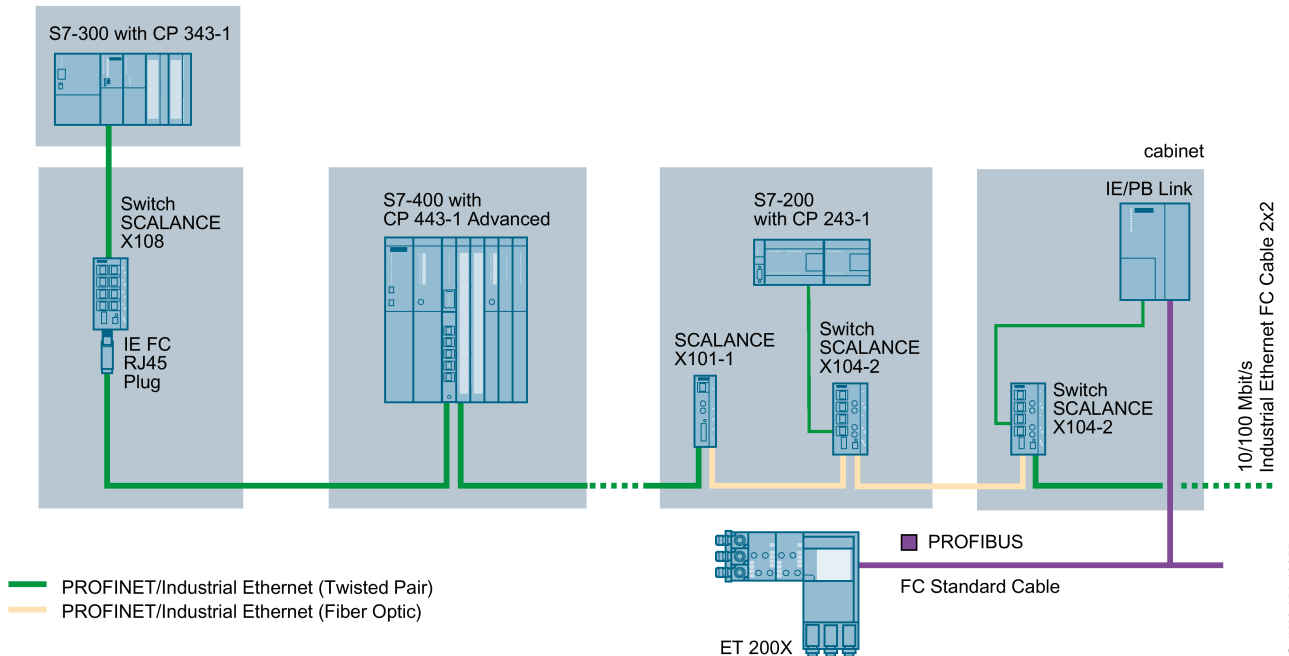 S7-300 with CP 343-1
Switch
SCALANCE
X108
IE FC
RJ45
Plug
S7-400 with
CP 443-1 Advanced
S7-200
with CP 243-1
SCALANCE
X101-1
Switch
SCALANCE
X104-2
cabinet
IE/PB Link
Switch
SCALANCE
X104-2
10/100 Mbit/s
Industrial Ethernet FC Cable 2x2
PROFIBUS
FC Standard Cable
ET 200X
PROFINET/Industrial Ethernet (Twisted Pair)
PROFINET/Industrial Ethernet (Fiber Optic)